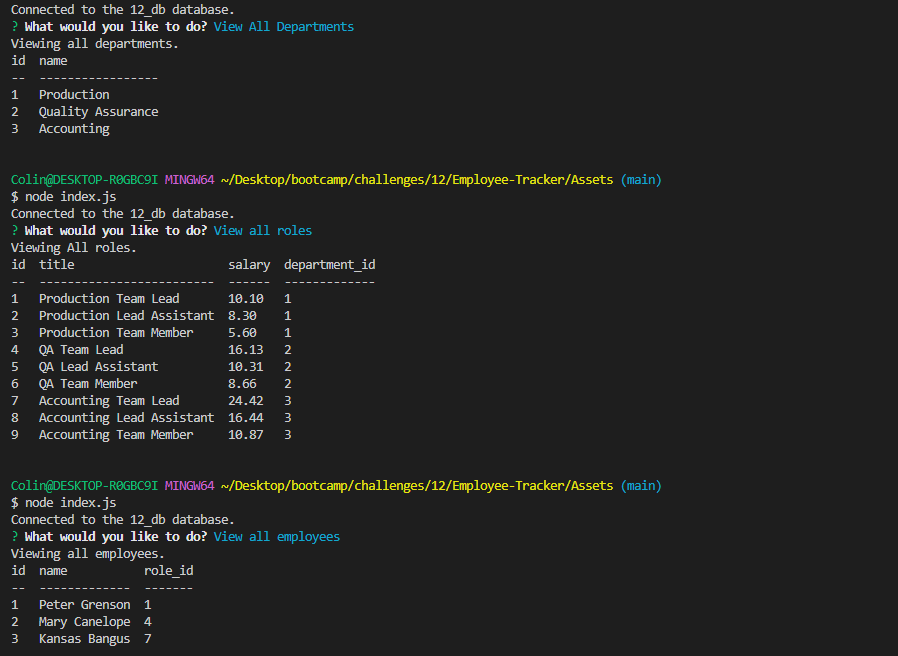 Connected to the 12_db database.
? What would you like to do? View All Departments
Viewing all departments.
id  name
--  -----------------
1   Production
2   Quality Assurance
3   Accounting
Colin@DESKTOP-R0GBC9I MINGW64 ~/Desktop/bootcamp/challenges/12/Employee-Tracker/Assets (main)
$ node index.js
Connected to the 12_db database.
? What would you like to do? View all roles
Viewing All roles.
id  title                      salary  department_id
--  -------------------------  ------  -------------
1   Production Team Lead       10.10   1
2   Production Lead Assistant  8.30    1
3   Production Team Member     5.60    1
4   QA Team Lead               16.13   2
5   QA Lead Assistant          10.31   2
6   QA Team Member             8.66    2
7   Accounting Team Lead       24.42   3
8   Accounting Lead Assistant  16.44   3
9   Accounting Team Member     10.87   3
Colin@DESKTOP-R0GBC9I MINGW64 ~/Desktop/bootcamp/challenges/12/Employee-Tracker/Assets (main)
$ node index.js
Connected to the 12_db database.
? What would you like to do? View all employees
Viewing all employees.
id  name           role_id
--  -------------  -------
1   Peter Grenson  1
2   Mary Canelope  4
3   Kansas Bangus  7